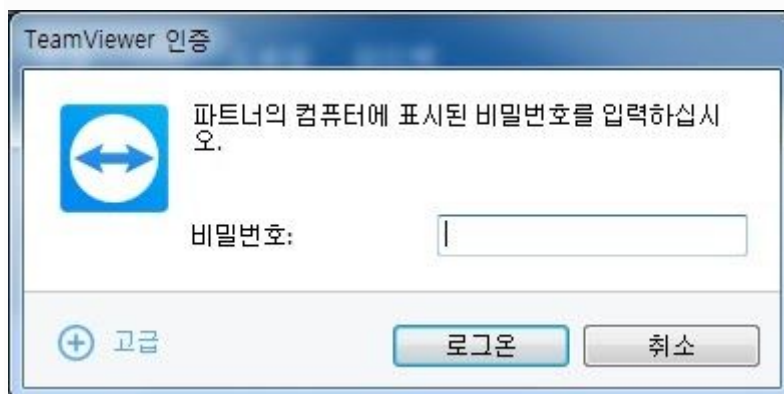 TeamViewer 인증
파트너의 컴퓨터에 표시된 비밀번호를 입력하십시
오.
비밀번호:
고급
로그온
취소